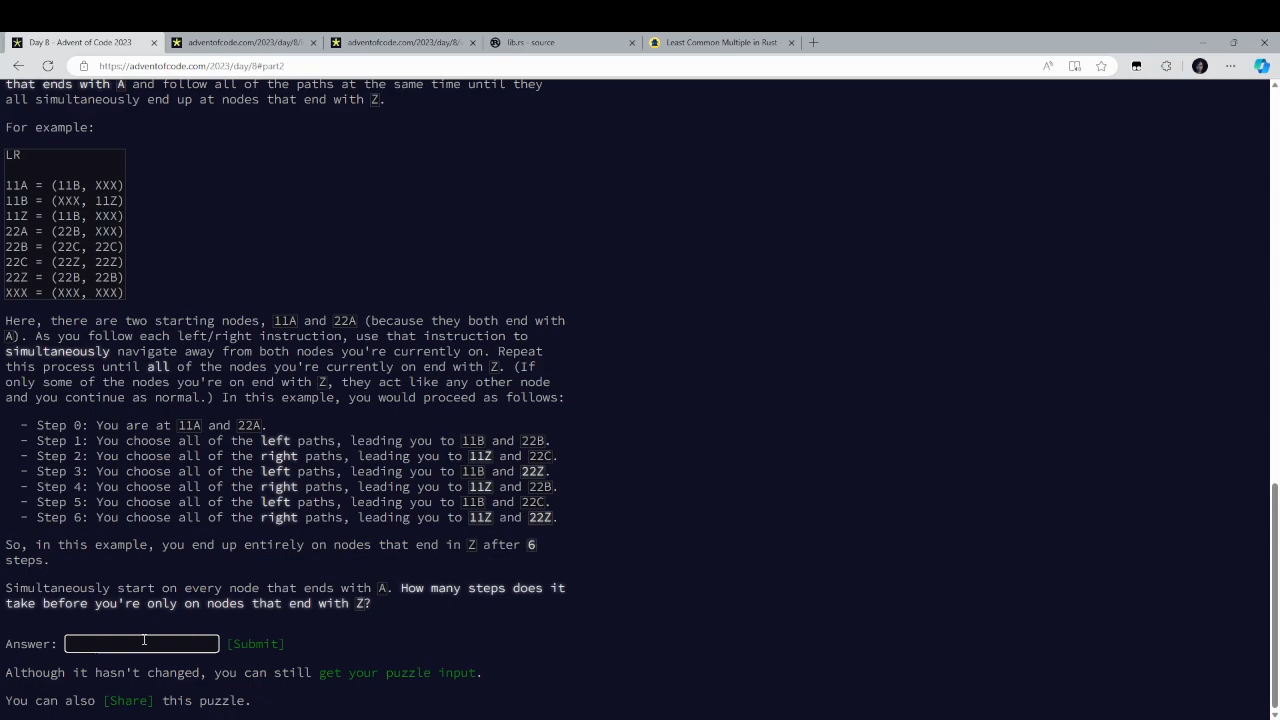 Day 8 - Advent of Code 2023
adventofcode.com/2023/day/8/i
adventofcode.com/2023/day/8/
lib.rs - source
Least Common Multiple in Rust
https://adventofcode.com/2023/day/8#part2
that ends with A and follow all of the paths at the same time until they
all simultaneously end up at nodes that end with Z.
For example:
LR
11A = (11B, XXX)
11B = (XXX, 11Z)
11Z = (11B, XXX)
22A = (22B, XXX)
22B = (22C, 22C)
22C = (22Z, 22Z)
22Z = (22B, 22B)
XXX = (XXX, XXX)
Here, there are two starting nodes, 11A and 22A (because they both end with
A). As you follow each left/right instruction, use that instruction to
simultaneously navigate away from both nodes you're currently on. Repeat
this process until all of the nodes you're currently on end with Z. (If
only some of the nodes you're on end with Z, they act like any other node
and you continue as normal.) In this example, you would proceed as follows:
- Step 0: You are at 11A and 22A.
- Step 1: You choose all of the left paths, leading you to 11B and 22B.
- Step 2: You choose all of the right paths, leading you to 11Z and 22C.
- Step 3: You choose all of the left paths, leading you to 11B and 22Z.
- Step 4: You choose all of the right paths, leading you to 11Z and 22B.
- Step 5: You choose all of the left paths, leading you to 11B and 22C.
- Step 6: You choose all of the right paths, leading you to 11Z and 22Z.
So, in this example, you end up entirely on nodes that end in Z after 6
steps.
Simultaneously start on every node that ends with A. How many steps does it
take before you're only on nodes that end with Z?
Answer: [Submit]
Although it hasn't changed, you can still get your puzzle input.
You can also [Share] this puzzle.